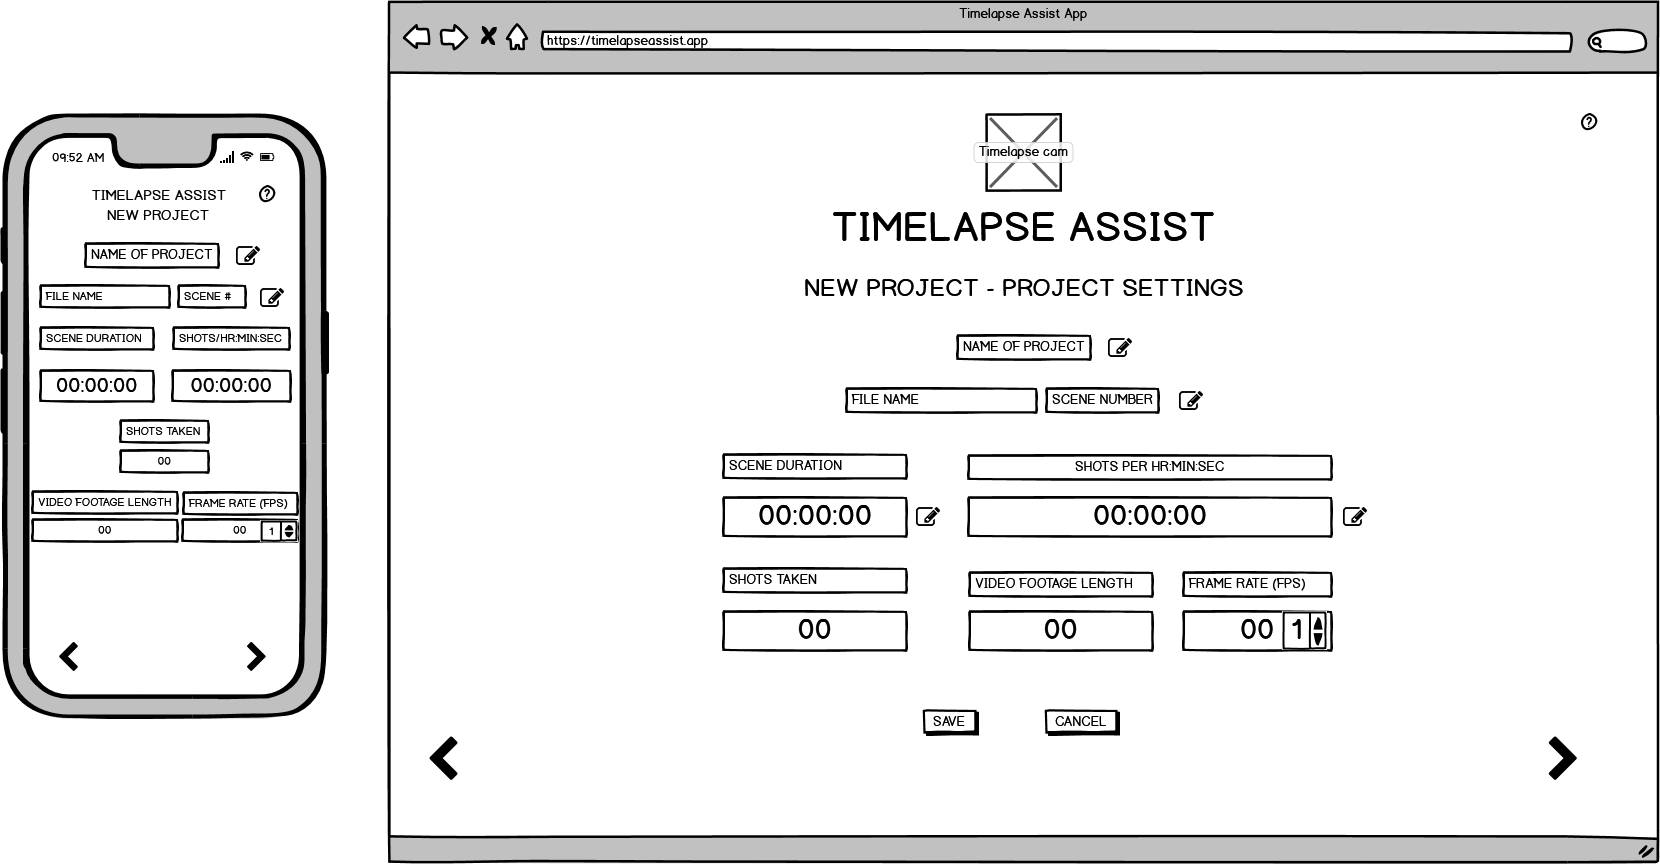 09:52 AM
TIMELAPSE ASSIST
?
NEW PROJECT
NAME OF PROJECT
FILE NAME SCENE #
SCENE DURATION SHOTS/HR:MIN:SEC
00:00:00 00:00:00
SHOTS TAKEN
00
VIDEO FOOTAGE LENGTH FRAME RATE (FPS)
00 00 1
Timelapse Assist App
https://timelapseassist.app
?
Timelapse cam
TIMELAPSE ASSIST
NEW PROJECT - PROJECT SETTINGS
NAME OF PROJECT
FILE NAME SCENE NUMBER
SCENE DURATION SHOTS PER HR:MIN:SEC
00:00:00 00:00:00
SHOTS TAKEN VIDEO FOOTAGE LENGTH FRAME RATE (FPS)
00 00 00 1
SAVE CANCEL